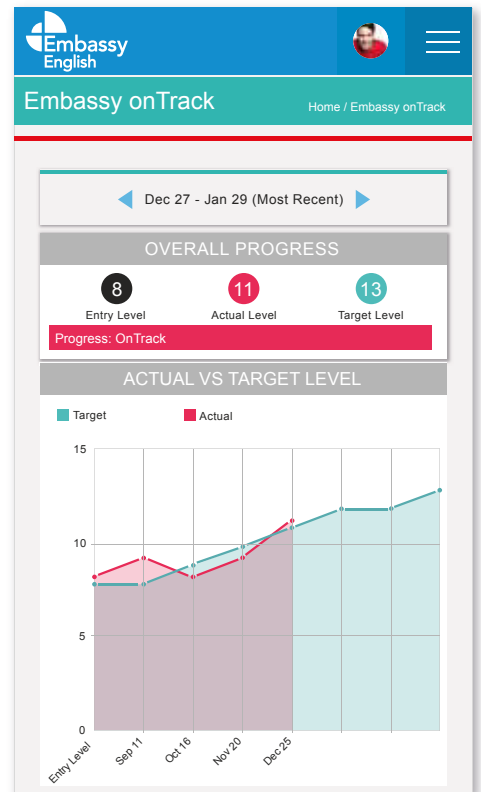 Embassy
English
Embassy onTrack
Home / Embassy onTrack
Dec 27 - Jan 29 (Most Recent)
OVERALL PROGRESS
8 11 13
Entry Level Actual Level Target Level
Progress: OnTrack
ACTUAL VS TARGET LEVEL
Target Actual
15
10
5
0
Entry Level Sep 11 Oct 16 Nov 20 Dec 25